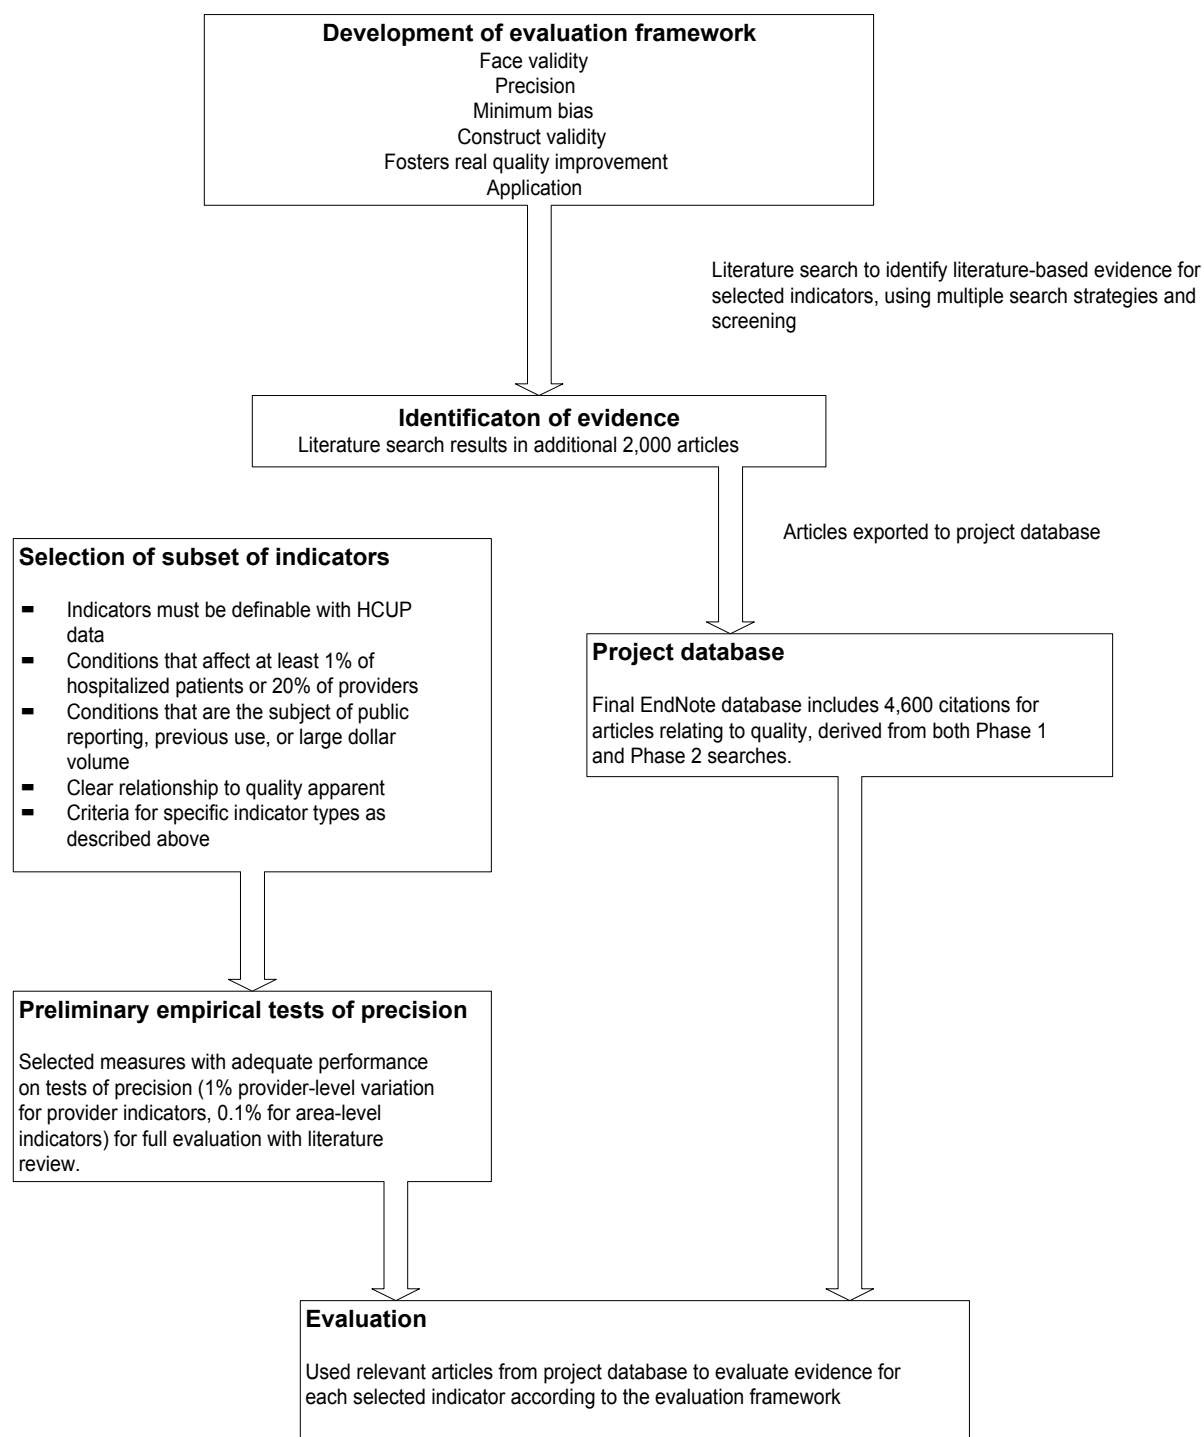 Development of evaluation framework
Face validity
Precision
Minimum bias
Construct validity
Fosters real quality improvement
Application
Literature search to identify literature-based evidence for
selected indicators, using multiple search strategies and
screening
Identificaton of evidence
Literature search results in additional 2,000 articles
Articles exported to project database
Selection of subset of indicators
- Indicators must be definable with HCUP
data
- Conditions that affect at least 1% of
hospitalized patients or 20% of providers
- Conditions that are the subject of public
reporting, previous use, or large dollar
volume
- Clear relationship to quality apparent
- Criteria for specific indicator types as
described above
Project database
Final EndNote database includes 4,600 citations for
articles relating to quality, derived from both Phase 1
and Phase 2 searches.
Preliminary empirical tests of precision
Selected measures with adequate performance
on tests of precision (1% provider-level variation
for provider indicators, 0.1% for area-level
indicators) for full evaluation with literature
review.
Evaluation
Used relevant articles from project database to evaluate evidence for
each selected indicator according to the evaluation framework